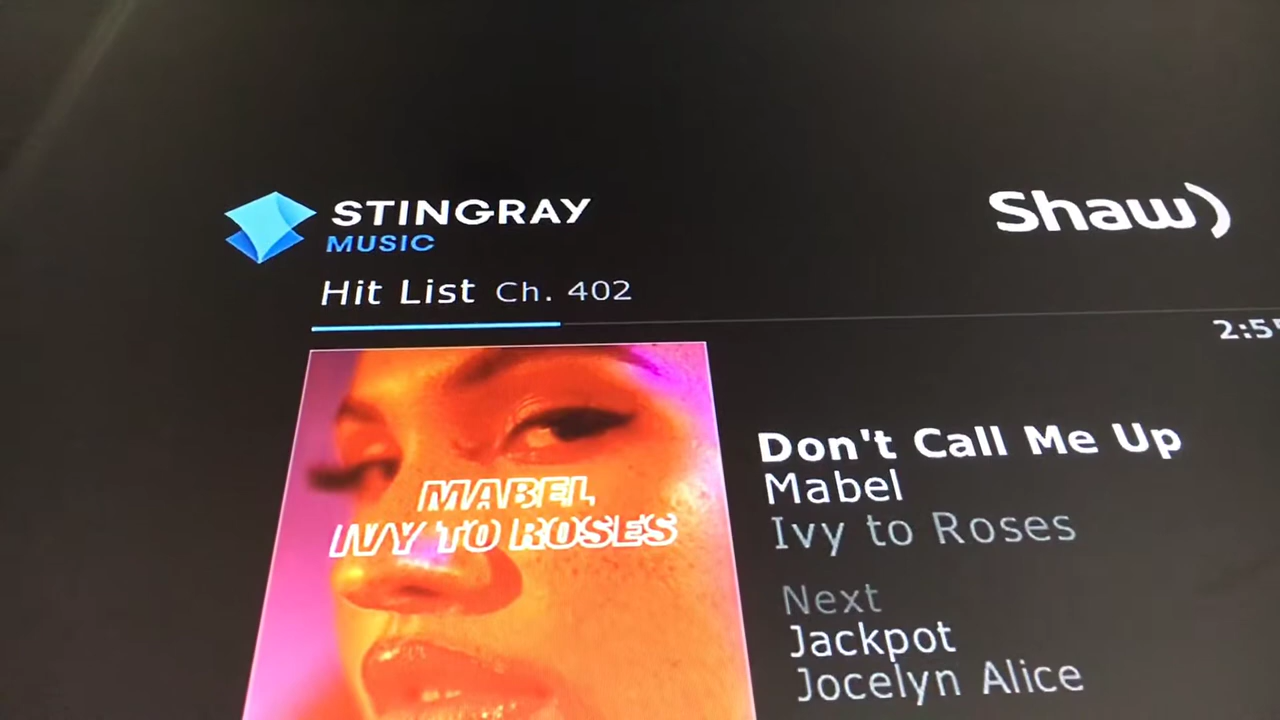 STINGRAY
MUSIC
Shaw)
Hit List Ch. 402
MABEL
IVY TO ROSES
Don't Call Me Up
Mabel
Ivy to Roses
Next
Jackpot
Jocelyn Alice